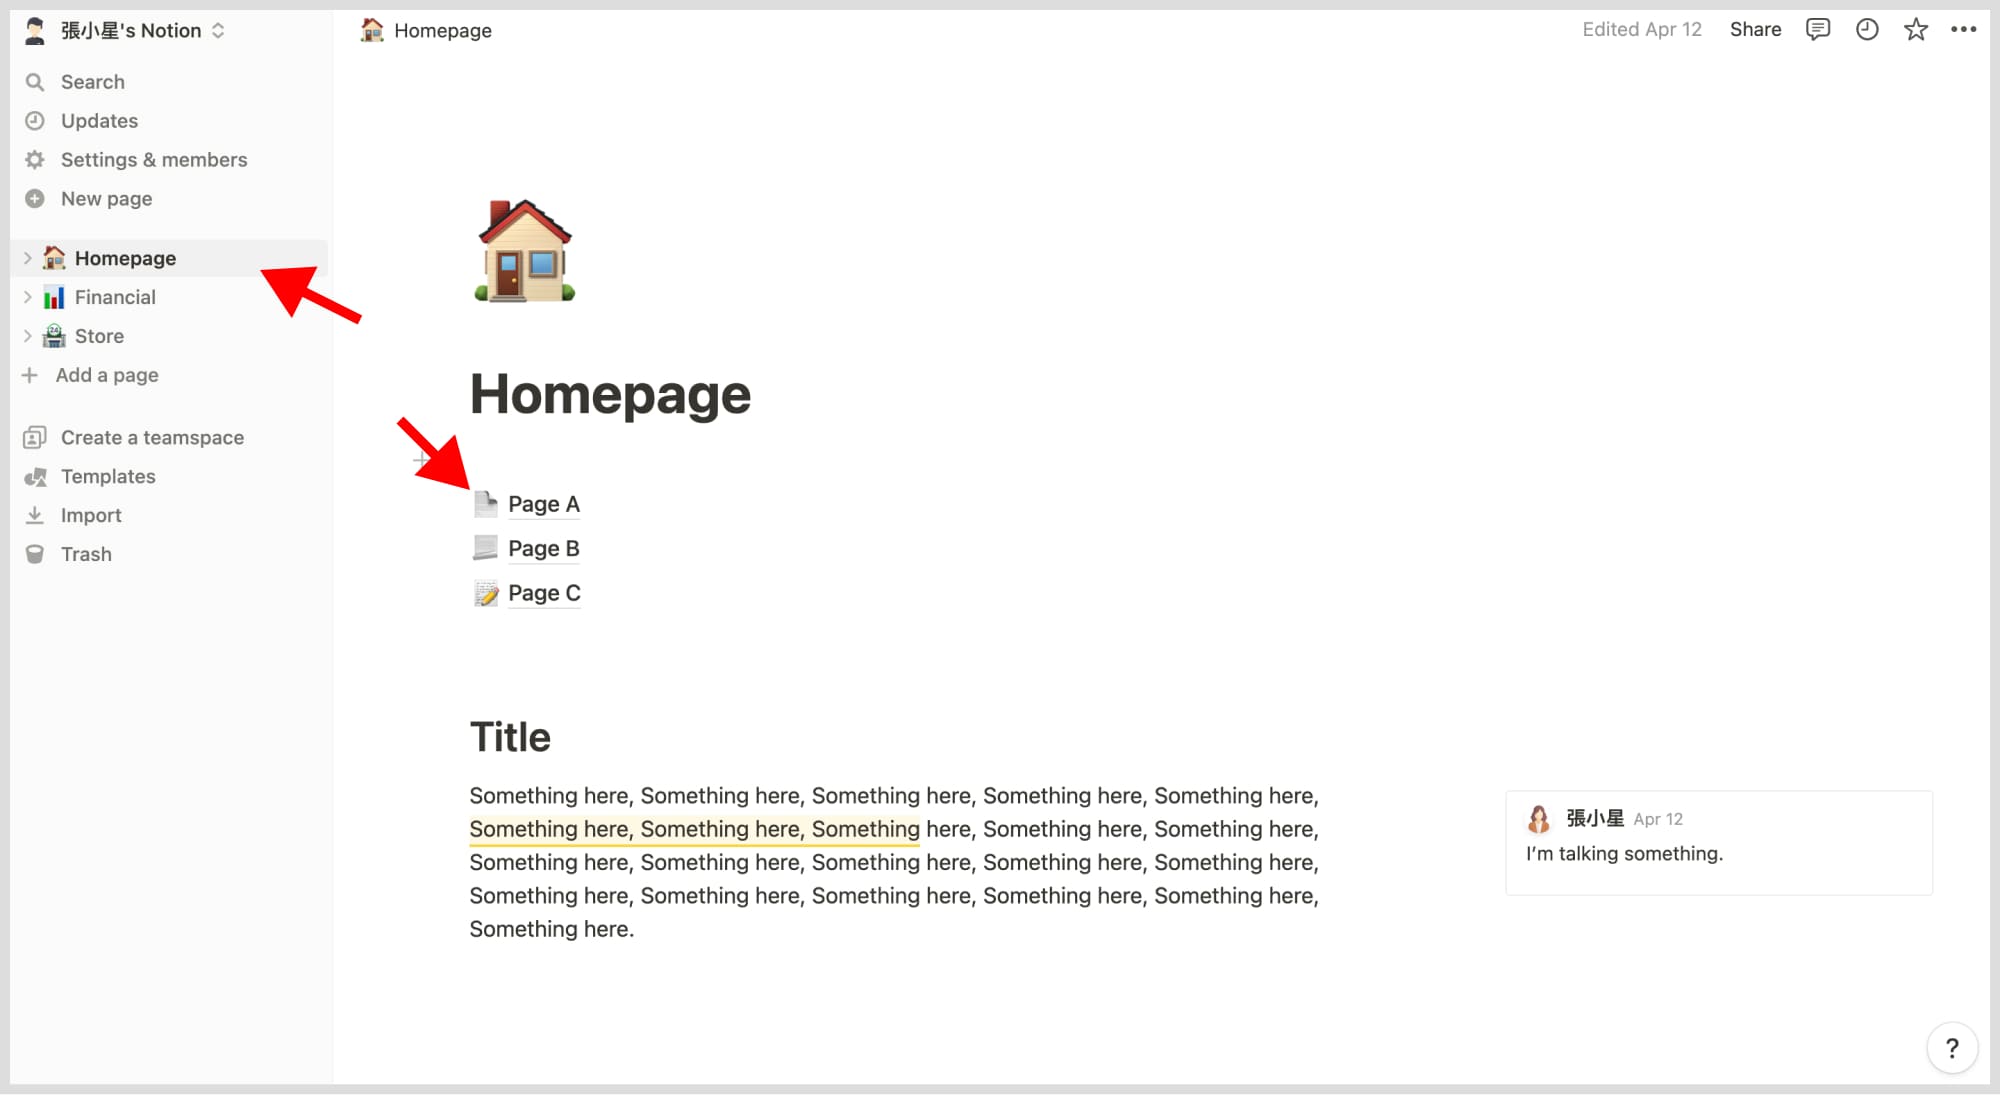 張小星's Notion
Search
Updates
Settings & members
New page
Homepage
Financial
Store
Add a page
Create a teamspace
Templates
Import
Trash
Homepage
Edited Apr 12
Share
Homepage
Page A
Page B
Page C
Title
Something here, Something here, Something here, Something here, Something here,
Something here, Something here, Something here, Something here, Something here,
Something here, Something here, Something here, Something here, Something here,
Something here, Something here, Something here, Something here, Something here,
Something here.
張小星 Apr 12
I’m talking something.
?